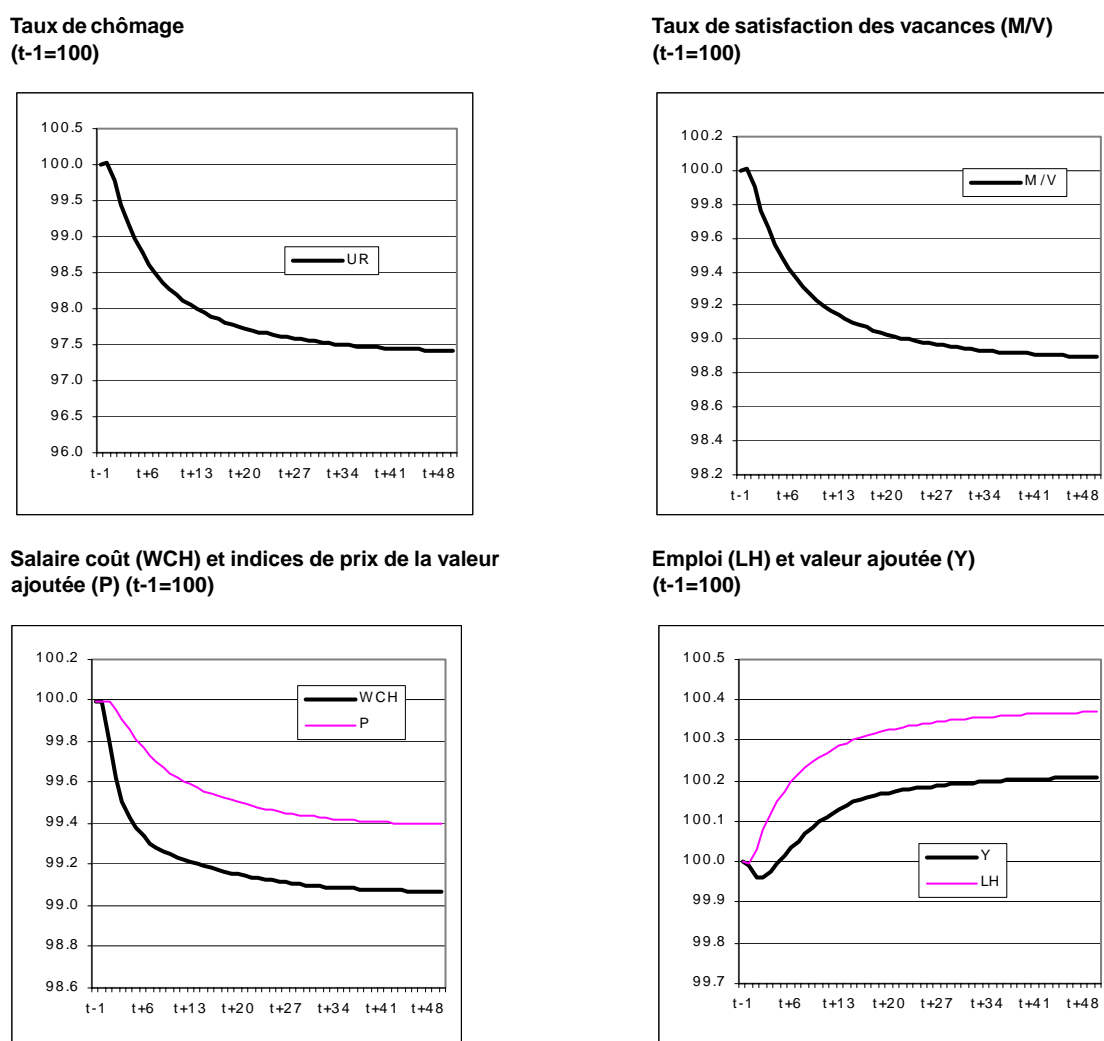 Taux de chômage
(t-1=100)
100.5
100.0
99.5
99.0
98.5
98.0
97.5
97.0
96.5
96.0
UR
t-1 t+6 t+13 t+20 t+27 t+34 t+41 t+48
Taux de satisfaction des vacances (M/V)
(t-1=100)
100.2
100.0
99.8
99.6
99.4
99.2
99.0
98.8
98.6
98.4
98.2
M/V
t-1 t+6 t+13 t+20 t+27 t+34 t+41 t+48
Salaire coût (WCH) et indices de prix de la valeur
ajoutée (P) (t-1=100)
100.2
100.0
99.8
99.6
99.4
99.2
99.0
98.8
98.6
WCH
P
t-1 t+6 t+13 t+20 t+27 t+34 t+41 t+48
Emploi (LH) et valeur ajoutée (Y)
(t-1=100)
100.5
100.4
100.3
100.2
100.1
100.0
99.9
99.8
99.7
Y
LH
t-1 t+6 t+13 t+20 t+27 t+34 t+41 t+48